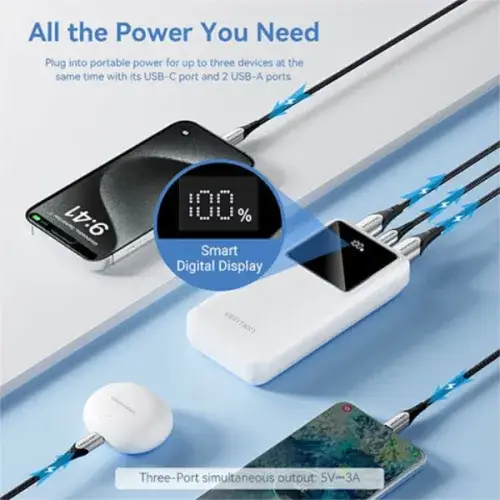 All the Power You Need
Plug into portable power for up to three devices at the
same time with its USB-C port and 2 USB-A ports.
9:41
100%
Smart
Digital Display
100%
VENTION
Three-Port simultaneous output: 5V⎓3A